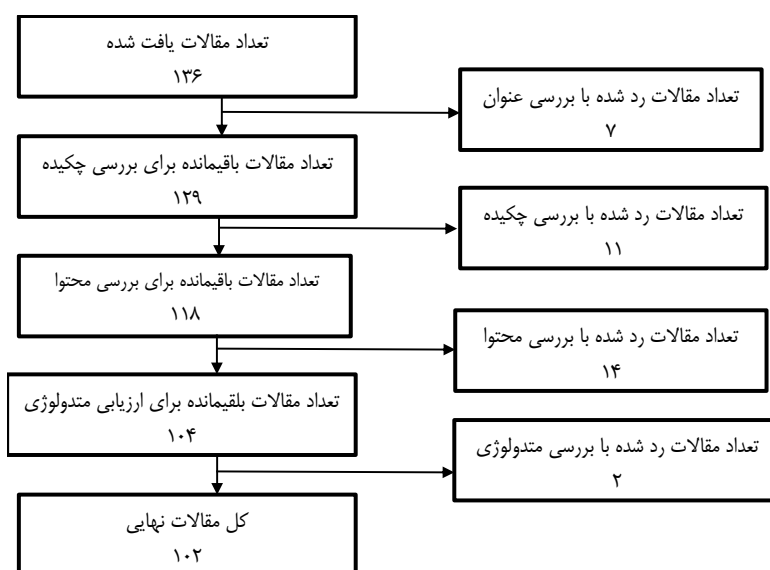 تعداد مقالات یافت شده
۱۳۶
تعداد مقالات رد شده با بررسی عنوان
۷
تعداد مقالات باقیمانده برای بررسی چکیده
۱۲۹
تعداد مقالات رد شده با بررسی چکیده
۱۱
تعداد مقالات باقیمانده برای بررسی محتوا
۱۱۸
تعداد مقالات رد شده با بررسی محتوا
۱۴
تعداد مقالات بلقیمانده برای ارزیابی متدولوژی
۱۰۴
تعداد مقالات رد شده با بررسی متدولوژی
۲
کل مقالات نهایی
۱۰۲